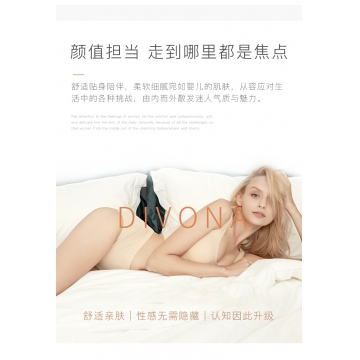 颜值担当 走到哪里都是焦点
舒适贴身陪伴，柔软细腻宛如婴儿的肌肤，从容应对生
活中的各种挑战，由内而外散发迷人气质与魅力。
DIVONI
舒适亲肤｜性感无需隐藏｜认知因此升级